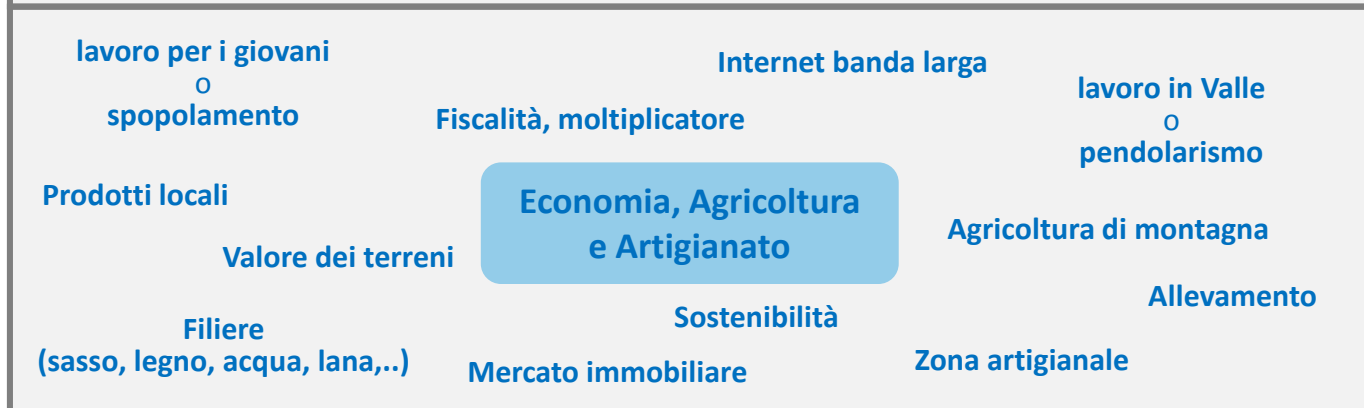 lavoro per i giovani
o
spopolamento
Internet banda larga
Fiscalità, moltiplicatore
lavoro in Valle
o
pendolarismo
Prodotti locali
Economia, Agricoltura
e Artigianato
Valore dei terreni
Agricoltura di montagna
Allevamento
Filiere
(sasso, legno, acqua, lana,..)
Sostenibilità
Mercato immobiliare
Zona artigianale